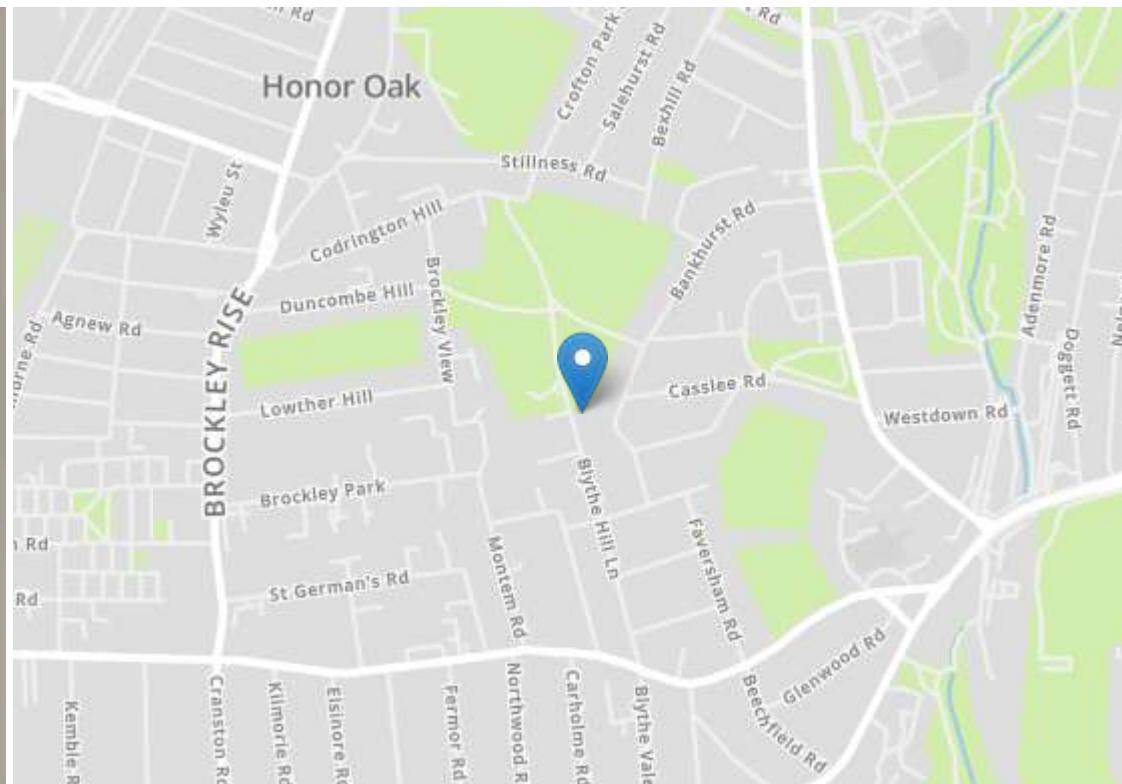 Honor Oak
Crofton Park
Salehurst Rd
Bexhill Rd
Stillness Rd
Wyleu St
Codrington Hill
Bankhurst Rd
Brockley View
Duncombe Hill
Agnew Rd
Adenmore Rd
Doggett Rd
BROCKLEY RISE
Lowther Hill
Casslee Rd
Westdown Rd
Brockley Park
Blythe Hill Ln
Faversham Rd
Rd
Montem Rd
St German's Rd
Rd
Glenwood Rd
Beechfield Rd
Cranston Rd
Kilmorie Rd
Elsinore Rd
Fermor Rd
Northwood R
Carholme Rd
Blythe Vale
Kemble R